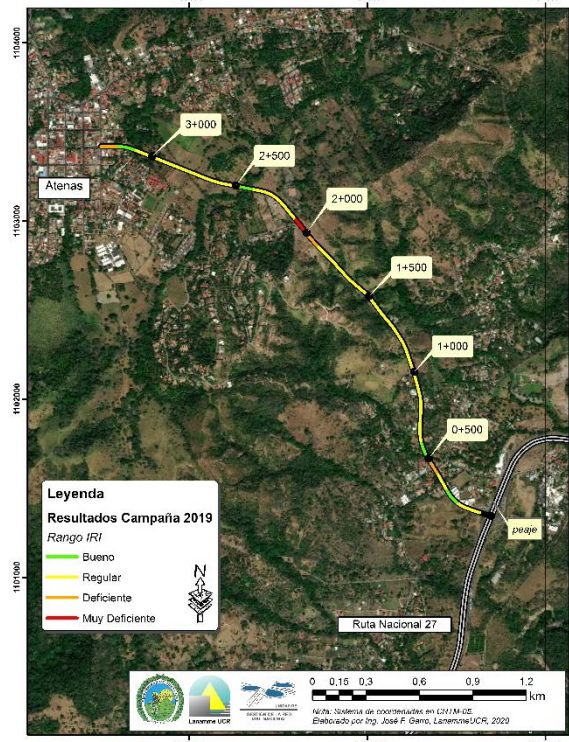 1104000
3+000
2+500
Atenas
1103000
2+000
1+500
1+000
1102000
0+500
Leyenda
Resultados Campaña 2019
Rango IRI
Bueno
Regular
Deficiente
Muy Deficiente
N
peaje
1101000
Ruta Nacional 27
Lanamme UCR
0 0,15 0,3 0,6 0,9 1,2
km
Nota: Sistema de coordenadas en CRTM-05.
Elaborado por Ing. José F. Garro, LanammeUCR, 2020